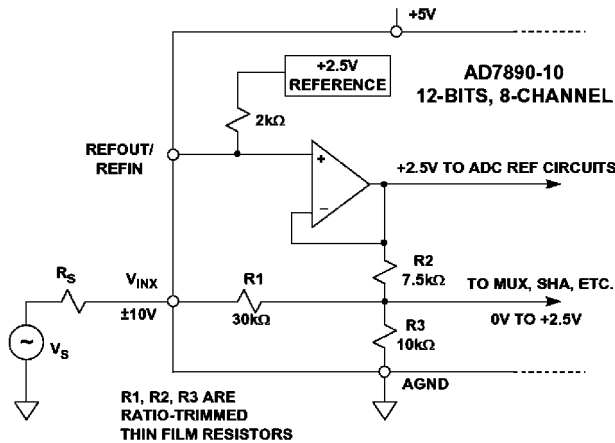 +5V
+2.5V
REFERENCE
AD7890-10
12-BITS, 8-CHANNEL
2kΩ
REFOUT/
REFIN
+
+2.5V TO ADC REF CIRCUITS
−
R2
7.5kΩ
RS
VINX
±10V
R1
30kΩ
TO MUX, SHA, ETC.
0V TO +2.5V
~
VS
R3
10kΩ
AGND
R1, R2, R3 ARE
RATIO-TRIMMED
THIN FILM RESISTORS